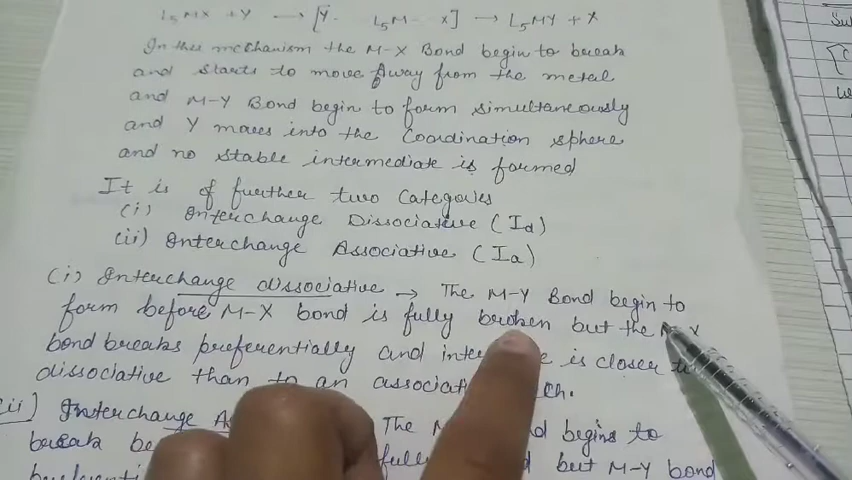 L5MX + Y → [Y- L5M- X] → L5MY + X
In this mechanism the M-X Bond begin to break
and starts to move away from the metal
and M-Y Bond begin to form simultaneously
and Y moves into the Coordination sphere
and no stable intermediate is formed
It is of further two Categories
(i) Interchange Dissociative (Id)
(ii) Interchange Associative (Ia)
(i) Interchange dissociative → The M-Y Bond begin to
form before M-X bond is fully broken but the X
bond breaks preferentially and is closer
dissociative than to an
(ii] Interchange The begins to
break but M-Y bond
Su